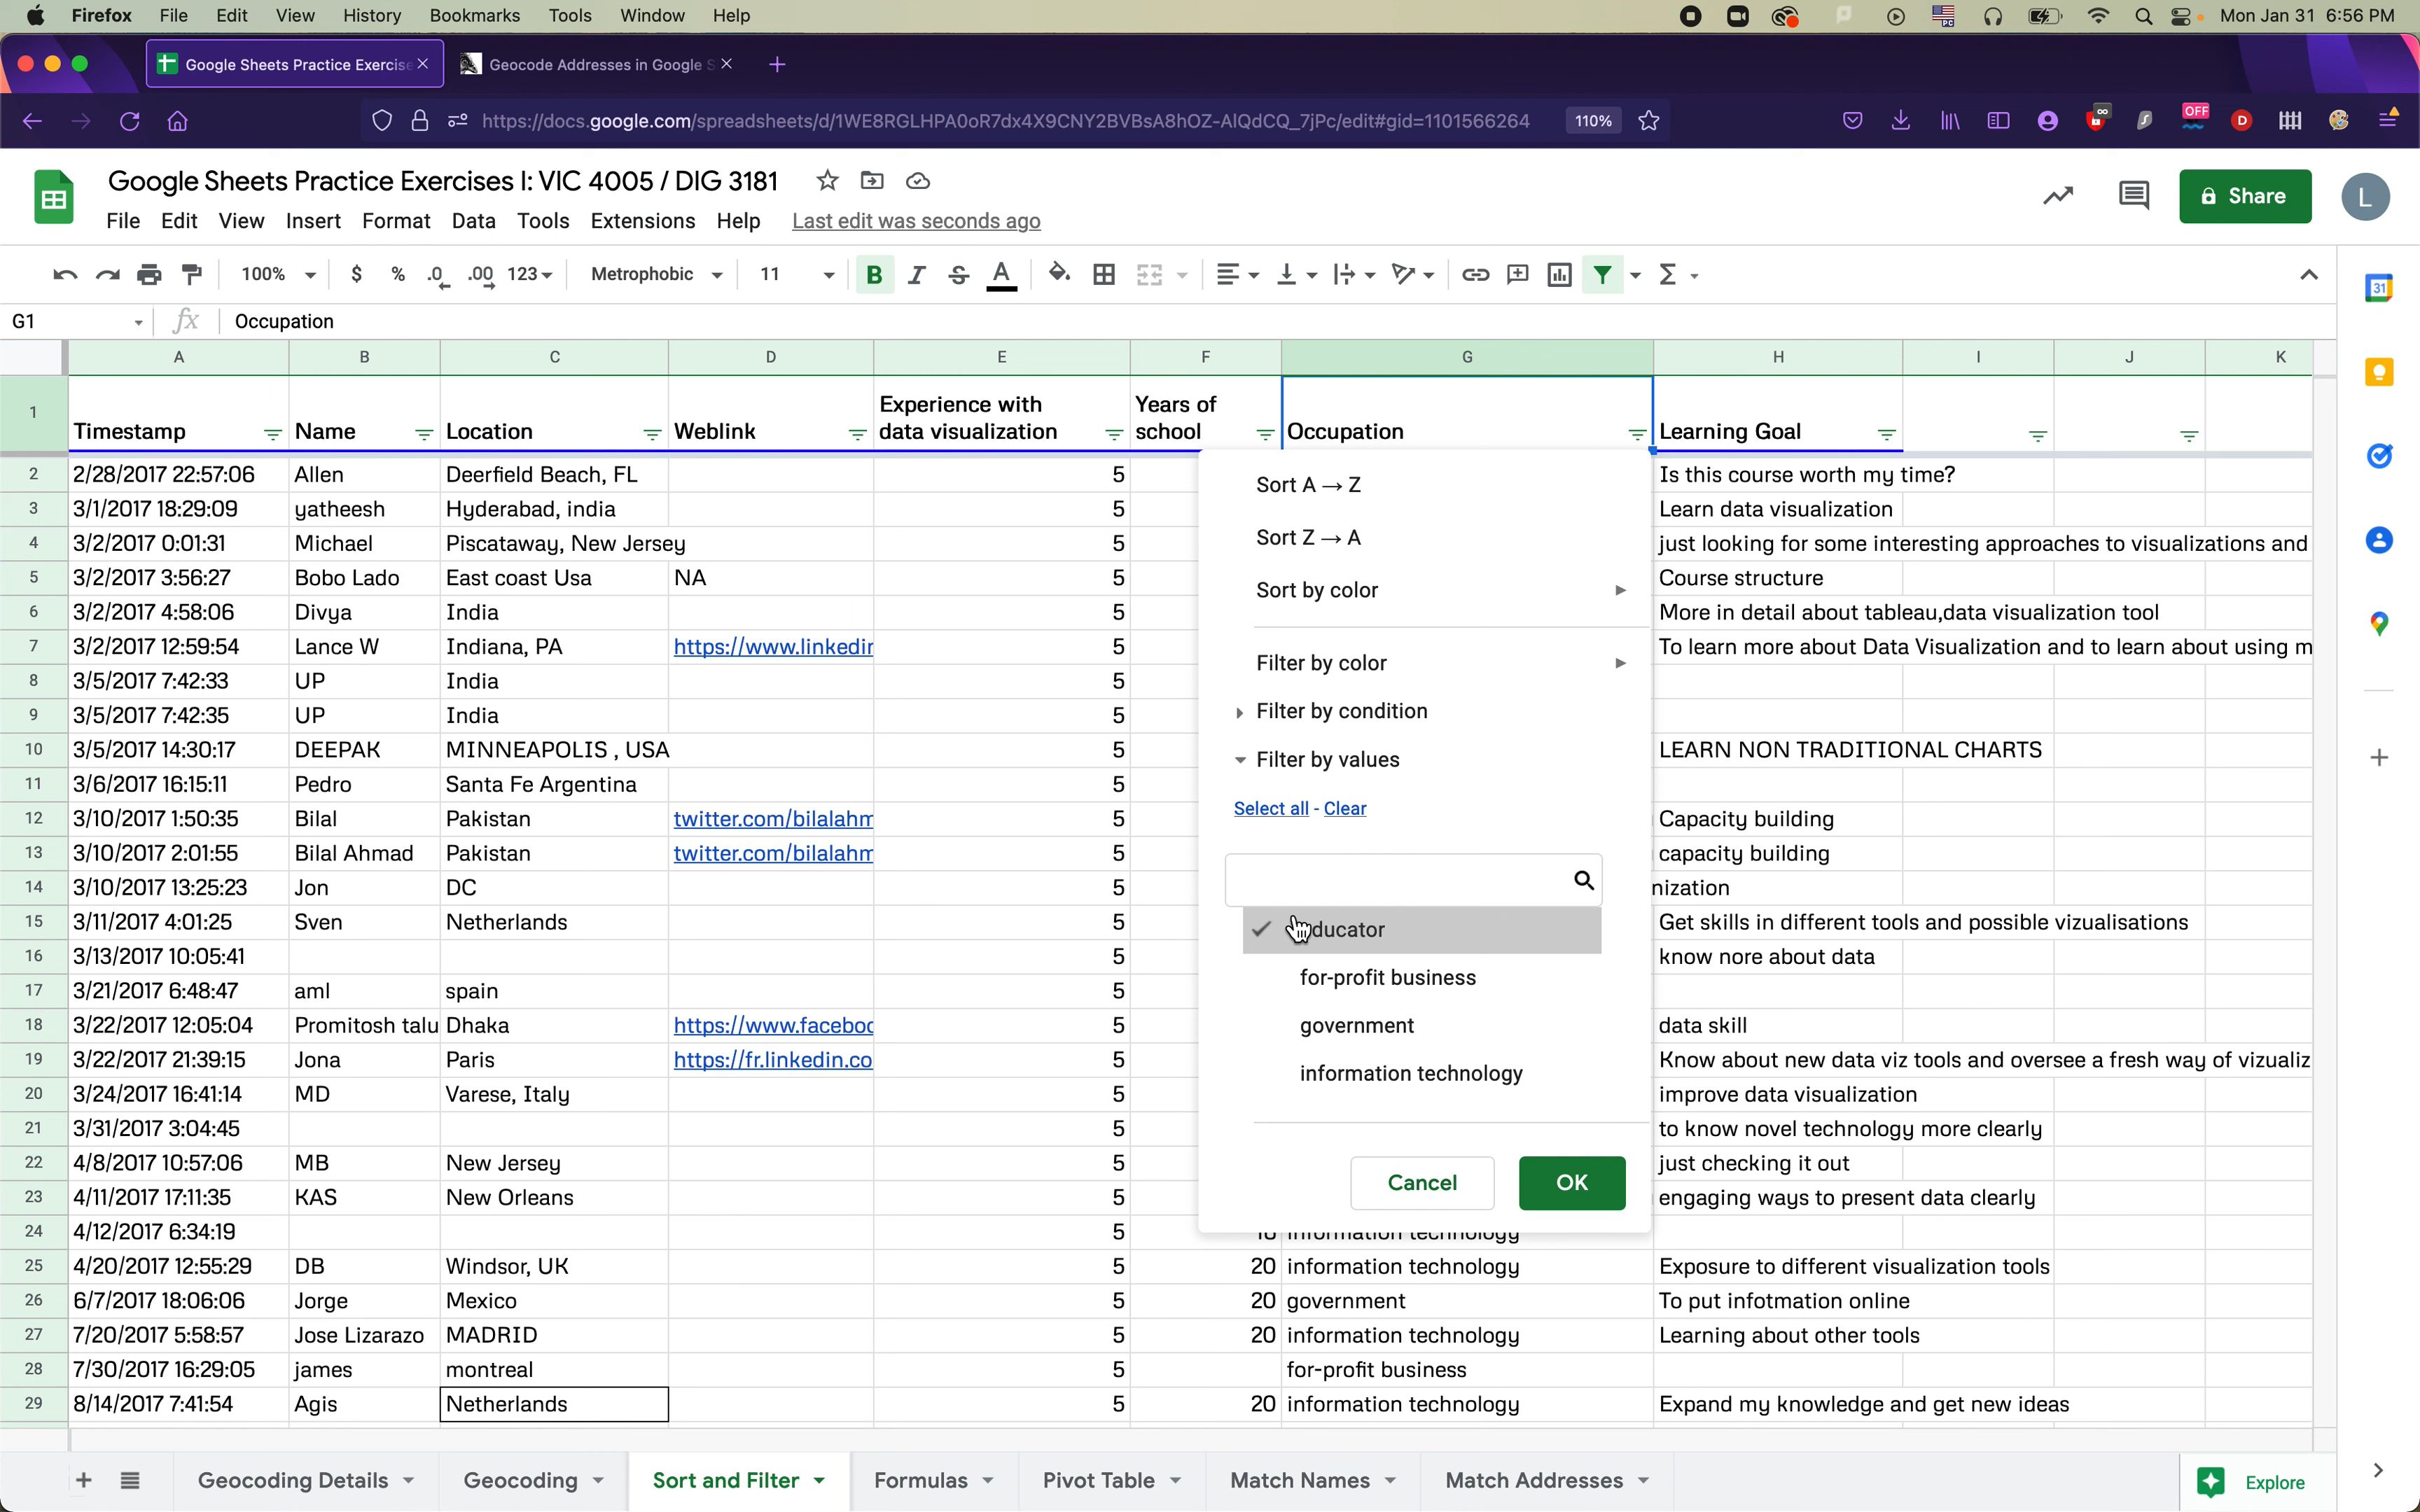 Firefox File Edit View History Bookmarks Tools Window Help Mon Jan 31 6:56 PM
Google Sheets Practice Exercise Geocode Addresses in Google S
https://docs.google.com/spreadsheets/d/1WE8RGLHPA0oR7dx4X9CNY2BVBsA8hOZ-AlQdCQ_7jPc/edit#gid=1101566264 110% OFF
Google Sheets Practice Exercises I: VIC 4005 / DIG 3181
Share L
File Edit View Insert Format Data Tools Extensions Help Last edit was seconds ago
100% $ % .0 .00 123 Metrophobic 11 B I S A Σ
31
G1 fx Occupation
A B C D E F G H I J K
1 Timestamp Name Location Weblink Experience with data visualization Years of school Occupation Learning Goal
2 2/28/2017 22:57:06 Allen Deerfield Beach, FL 5 Is this course worth my time?
3 3/1/2017 18:29:09 yatheesh Hyderabad, india 5 Learn data visualization
4 3/2/2017 0:01:31 Michael Piscataway, New Jersey 5 just looking for some interesting approaches to visualizations and
5 3/2/2017 3:56:27 Bobo Lado East coast Usa NA 5 Course structure
6 3/2/2017 4:58:06 Divya India 5 More in detail about tableau,data visualization tool
7 3/2/2017 12:59:54 Lance W Indiana, PA https://www.linkedin 5 To learn more about Data Visualization and to learn about using m
8 3/5/2017 7:42:33 UP India 5
9 3/5/2017 7:42:35 UP India 5
10 3/5/2017 14:30:17 DEEPAK MINNEAPOLIS , USA 5 LEARN NON TRADITIONAL CHARTS
11 3/6/2017 16:15:11 Pedro Santa Fe Argentina 5
12 3/10/2017 1:50:35 Bilal Pakistan twitter.com/bilalahm 5 Capacity building
13 3/10/2017 2:01:55 Bilal Ahmad Pakistan twitter.com/bilalahm 5 capacity building
14 3/10/2017 13:25:23 Jon DC 5 nization
15 3/11/2017 4:01:25 Sven Netherlands 5 Get skills in different tools and possible vizualisations
16 3/13/2017 10:05:41 5 know nore about data
17 3/21/2017 6:48:47 aml spain 5
18 3/22/2017 12:05:04 Promitosh talu Dhaka https://www.faceboo 5 data skill
19 3/22/2017 21:39:15 Jona Paris https://fr.linkedin.co 5 Know about new data viz tools and oversee a fresh way of vizualiz
20 3/24/2017 16:41:14 MD Varese, Italy 5 improve data visualization
21 3/31/2017 3:04:45 5 to know novel technology more clearly
22 4/8/2017 10:57:06 MB New Jersey 5 just checking it out
23 4/11/2017 17:11:35 KAS New Orleans 5 engaging ways to present data clearly
24 4/12/2017 6:34:19 5 information technology
25 4/20/2017 12:55:29 DB Windsor, UK 5 20 information technology Exposure to different visualization tools
26 6/7/2017 18:06:06 Jorge Mexico 5 20 government To put infotmation online
27 7/20/2017 5:58:57 Jose Lizarazo MADRID 5 20 information technology Learning about other tools
28 7/30/2017 16:29:05 james montreal 5 for-profit business
29 8/14/2017 7:41:54 Agis Netherlands 5 20 information technology Expand my knowledge and get new ideas
Sort A → Z
Sort Z → A
Sort by color
Filter by color
Filter by condition
Filter by values
Select all - Clear
ducator
for-profit business
government
information technology
Cancel OK
Geocoding Details Geocoding Sort and Filter Formulas Pivot Table Match Names Match Addresses Explore